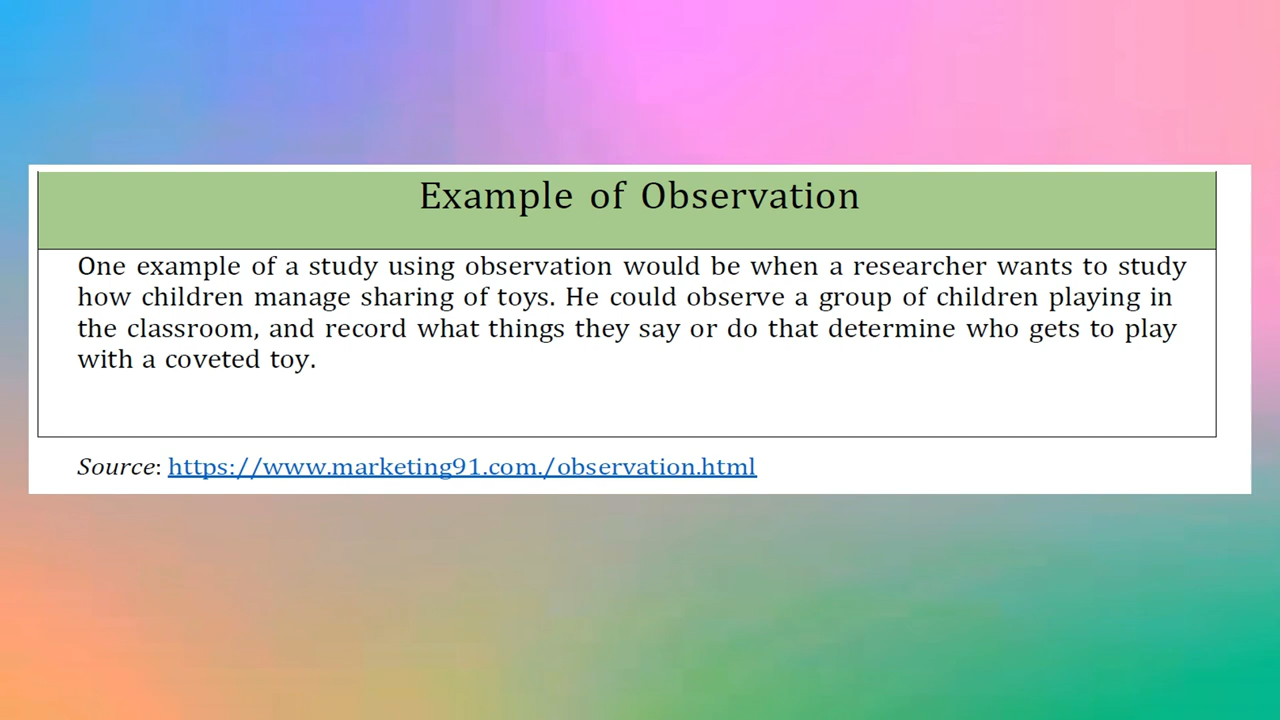 Example of Observation
One example of a study using observation would be when a researcher wants to study
how children manage sharing of toys. He could observe a group of children playing in
the classroom, and record what things they say or do that determine who gets to play
with a coveted toy.
Source: https://www.marketing91.com./observation.html